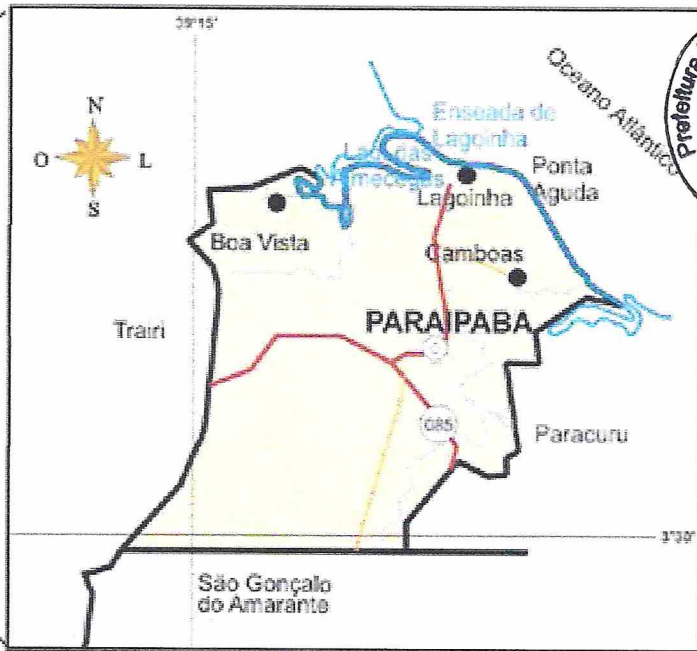 39°15'
N
O L
S
Oceano Atlântico
Prefeitura
Enseada de
Lagoinha
Ponta
Aguda
Lagoinha
Boa Vista
Camboas
PARAIPABA
Trairi
085
Paracuru
3°30'
São Gonçalo
do Amarante